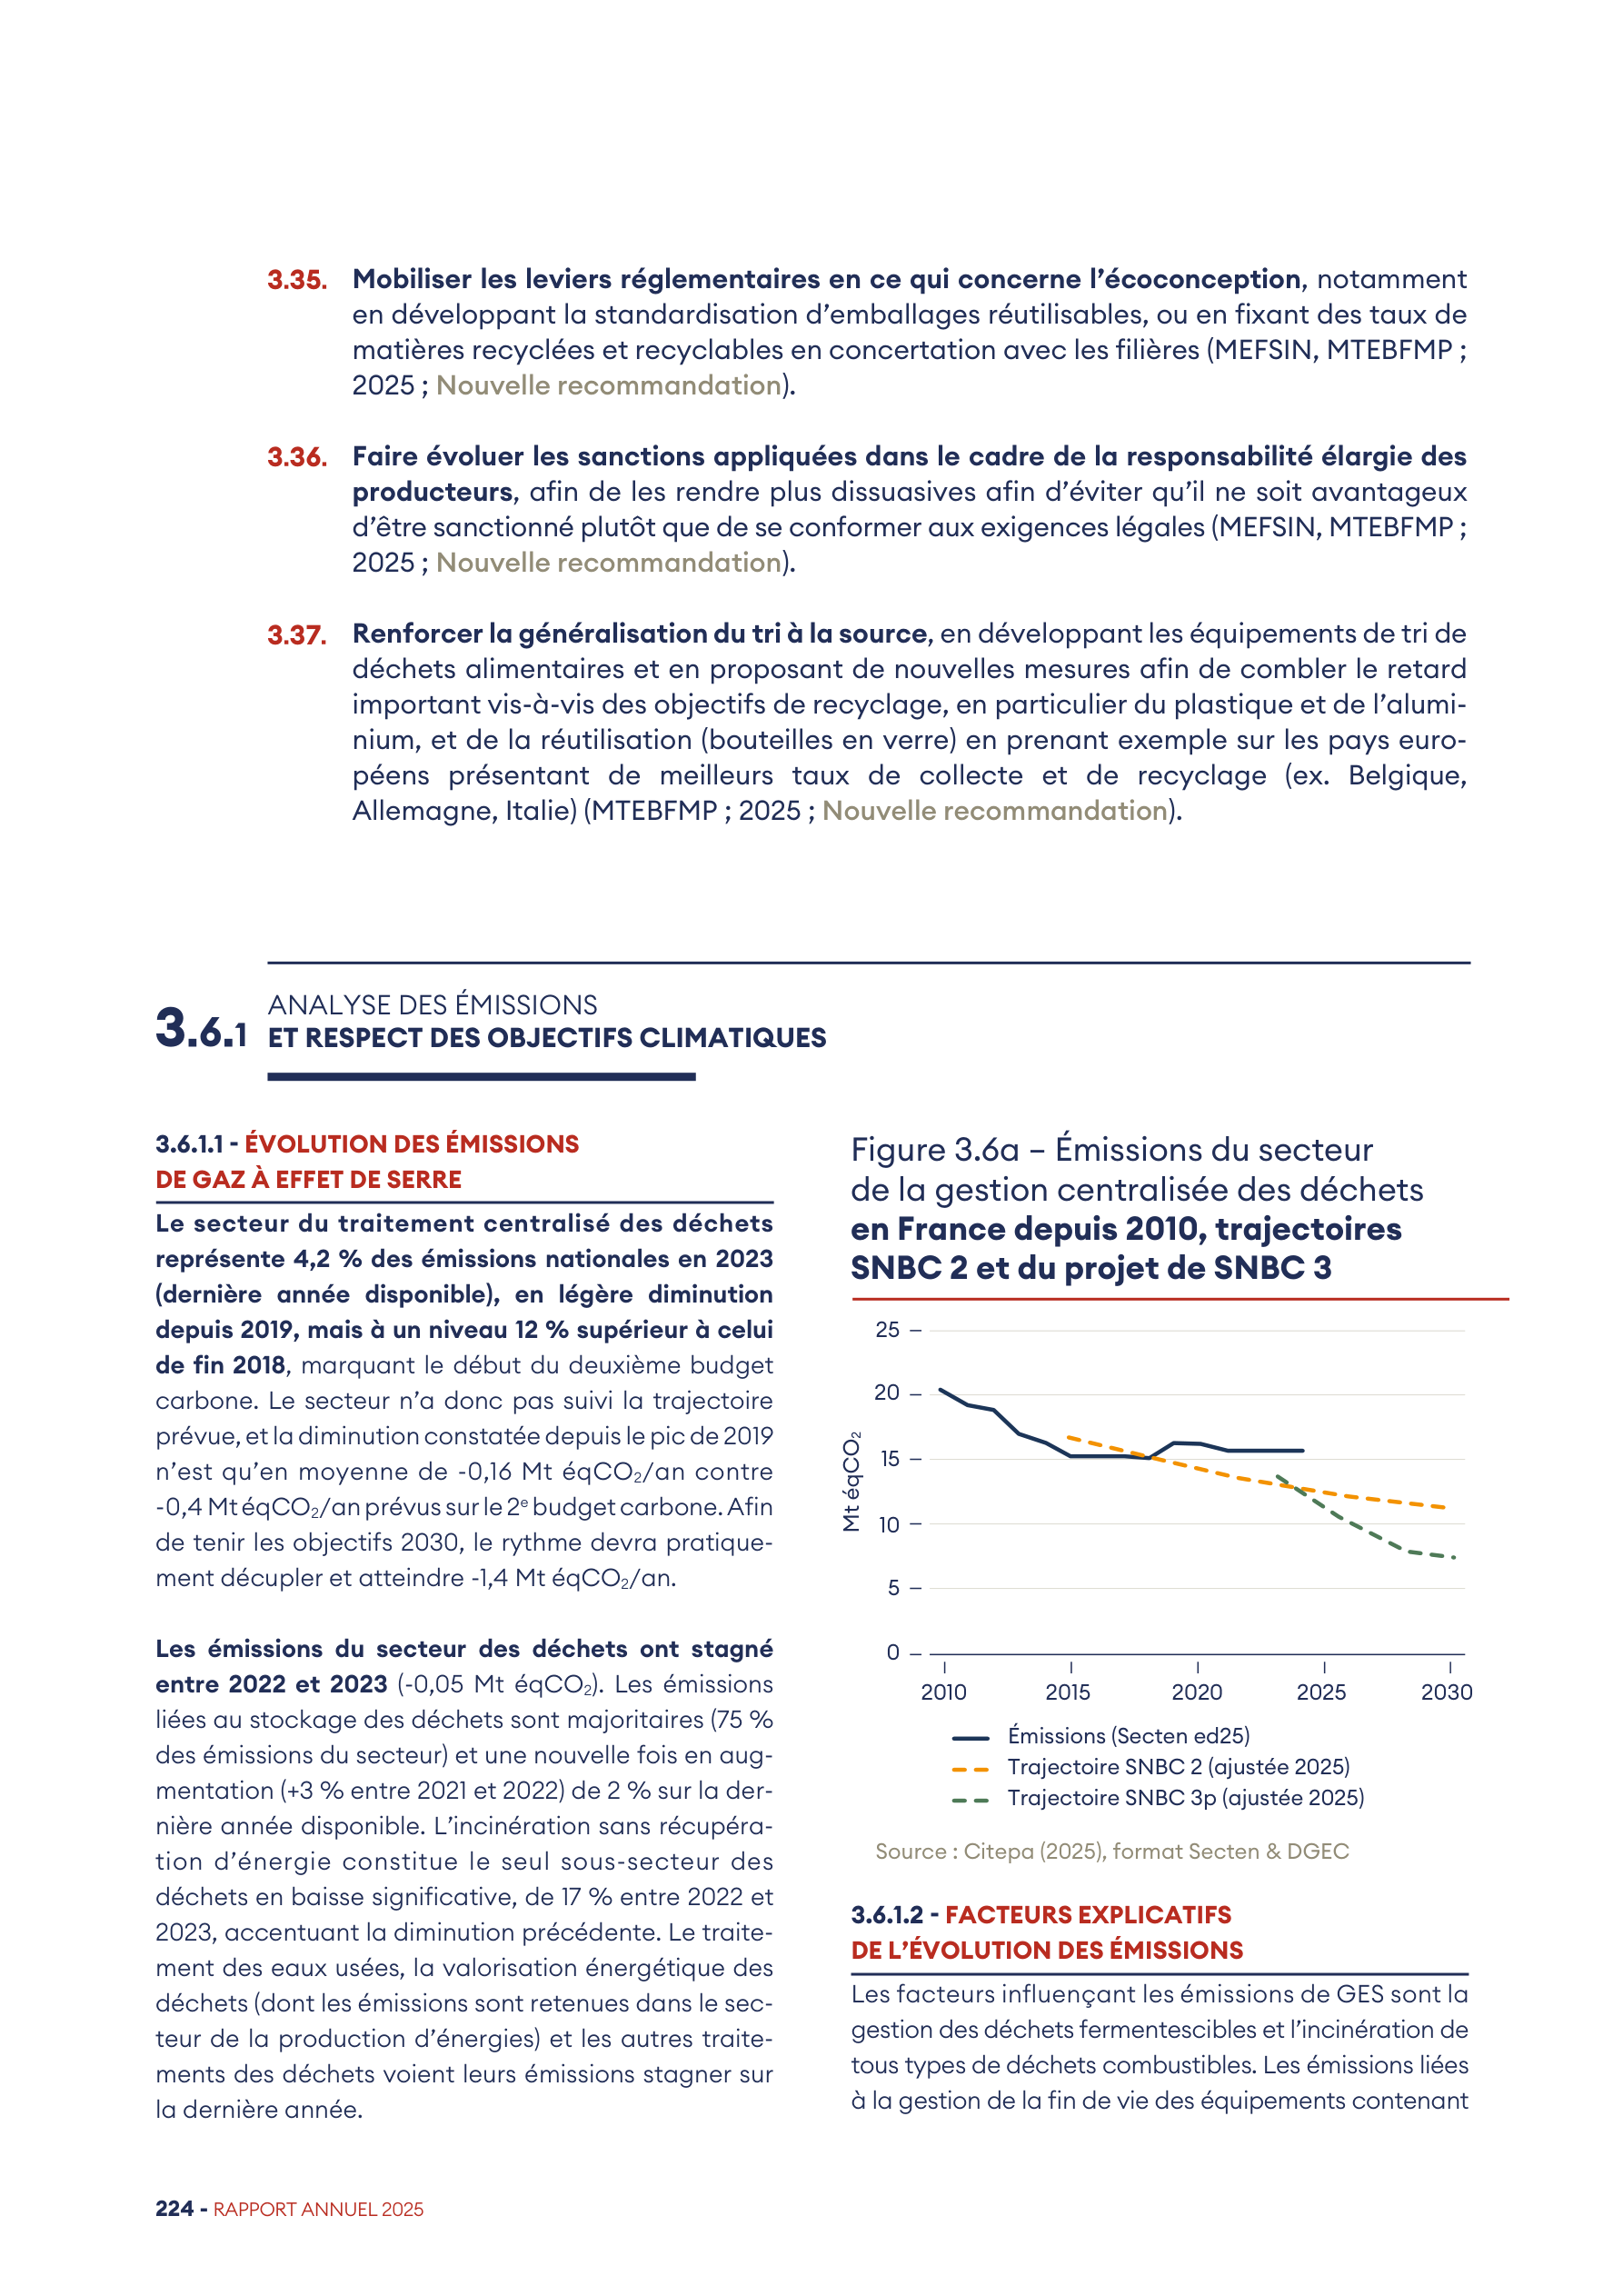 3.35. Mobiliser les leviers réglementaires en ce qui concerne l’écoconception, notamment
en développant la standardisation d’emballages réutilisables, ou en fixant des taux de
matières recyclées et recyclables en concertation avec les filières (MEFSIN, MTEBFMP ;
2025 ; Nouvelle recommandation).
3.36. Faire évoluer les sanctions appliquées dans le cadre de la responsabilité élargie des
producteurs, afin de les rendre plus dissuasives afin d’éviter qu’il ne soit avantageux
d’être sanctionné plutôt que de se conformer aux exigences légales (MEFSIN, MTEBFMP ;
2025 ; Nouvelle recommandation).
3.37. Renforcer la généralisation du tri à la source, en développant les équipements de tri de
déchets alimentaires et en proposant de nouvelles mesures afin de combler le retard
important vis-à-vis des objectifs de recyclage, en particulier du plastique et de l’alumi-
nium, et de la réutilisation (bouteilles en verre) en prenant exemple sur les pays euro-
péens présentant de meilleurs taux de collecte et de recyclage (ex. Belgique,
Allemagne, Italie) (MTEBFMP ; 2025 ; Nouvelle recommandation).
3.6.1 ANALYSE DES ÉMISSIONS
ET RESPECT DES OBJECTIFS CLIMATIQUES
3.6.1.1 - ÉVOLUTION DES ÉMISSIONS
DE GAZ À EFFET DE SERRE
Le secteur du traitement centralisé des déchets
représente 4,2 % des émissions nationales en 2023
(dernière année disponible), en légère diminution
depuis 2019, mais à un niveau 12 % supérieur à celui
de fin 2018, marquant le début du deuxième budget
carbone. Le secteur n’a donc pas suivi la trajectoire
prévue, et la diminution constatée depuis le pic de 2019
n’est qu’en moyenne de -0,16 Mt éqCO₂/an contre
-0,4 Mt éqCO₂/an prévus sur le 2ᵉ budget carbone. Afin
de tenir les objectifs 2030, le rythme devra pratique-
ment décupler et atteindre -1,4 Mt éqCO₂/an.
Les émissions du secteur des déchets ont stagné
entre 2022 et 2023 (-0,05 Mt éqCO₂). Les émissions
liées au stockage des déchets sont majoritaires (75 %
des émissions du secteur) et une nouvelle fois en aug-
mentation (+3 % entre 2021 et 2022) de 2 % sur la der-
nière année disponible. L’incinération sans récupéra-
tion d’énergie constitue le seul sous-secteur des
déchets en baisse significative, de 17 % entre 2022 et
2023, accentuant la diminution précédente. Le traite-
ment des eaux usées, la valorisation énergétique des
déchets (dont les émissions sont retenues dans le sec-
teur de la production d’énergies) et les autres traite-
ments des déchets voient leurs émissions stagner sur
la dernière année.
Figure 3.6a – Émissions du secteur
de la gestion centralisée des déchets
en France depuis 2010, trajectoires
SNBC 2 et du projet de SNBC 3
Mt éqCO₂
25
20
15
10
5
0
2010 2015 2020 2025 2030
Émissions (Secten ed25)
Trajectoire SNBC 2 (ajustée 2025)
Trajectoire SNBC 3p (ajustée 2025)
Source : Citepa (2025), format Secten & DGEC
3.6.1.2 - FACTEURS EXPLICATIFS
DE L’ÉVOLUTION DES ÉMISSIONS
Les facteurs influençant les émissions de GES sont la
gestion des déchets fermentescibles et l’incinération de
tous types de déchets combustibles. Les émissions liées
à la gestion de la fin de vie des équipements contenant
224 - RAPPORT ANNUEL 2025